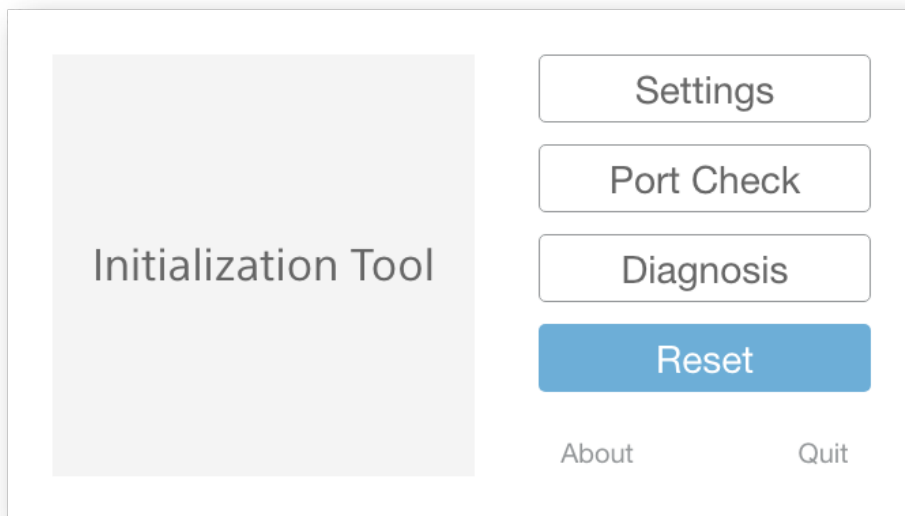 Initialization Tool
Settings
Port Check
Diagnosis
Reset
About
Quit